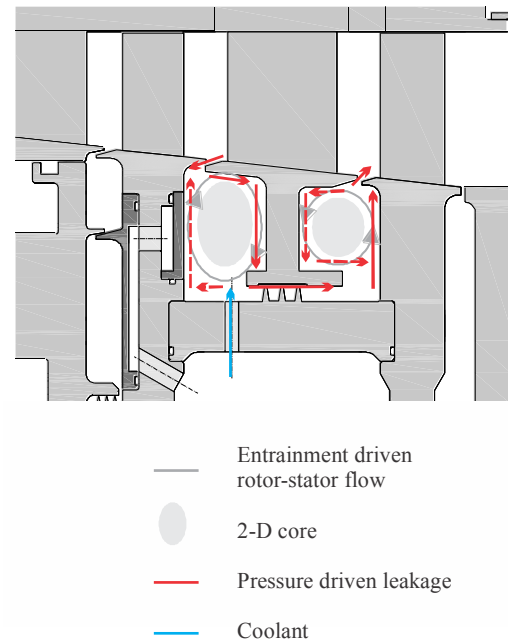 Entrainment driven
rotor-stator flow
2-D core
Pressure driven leakage
Coolant